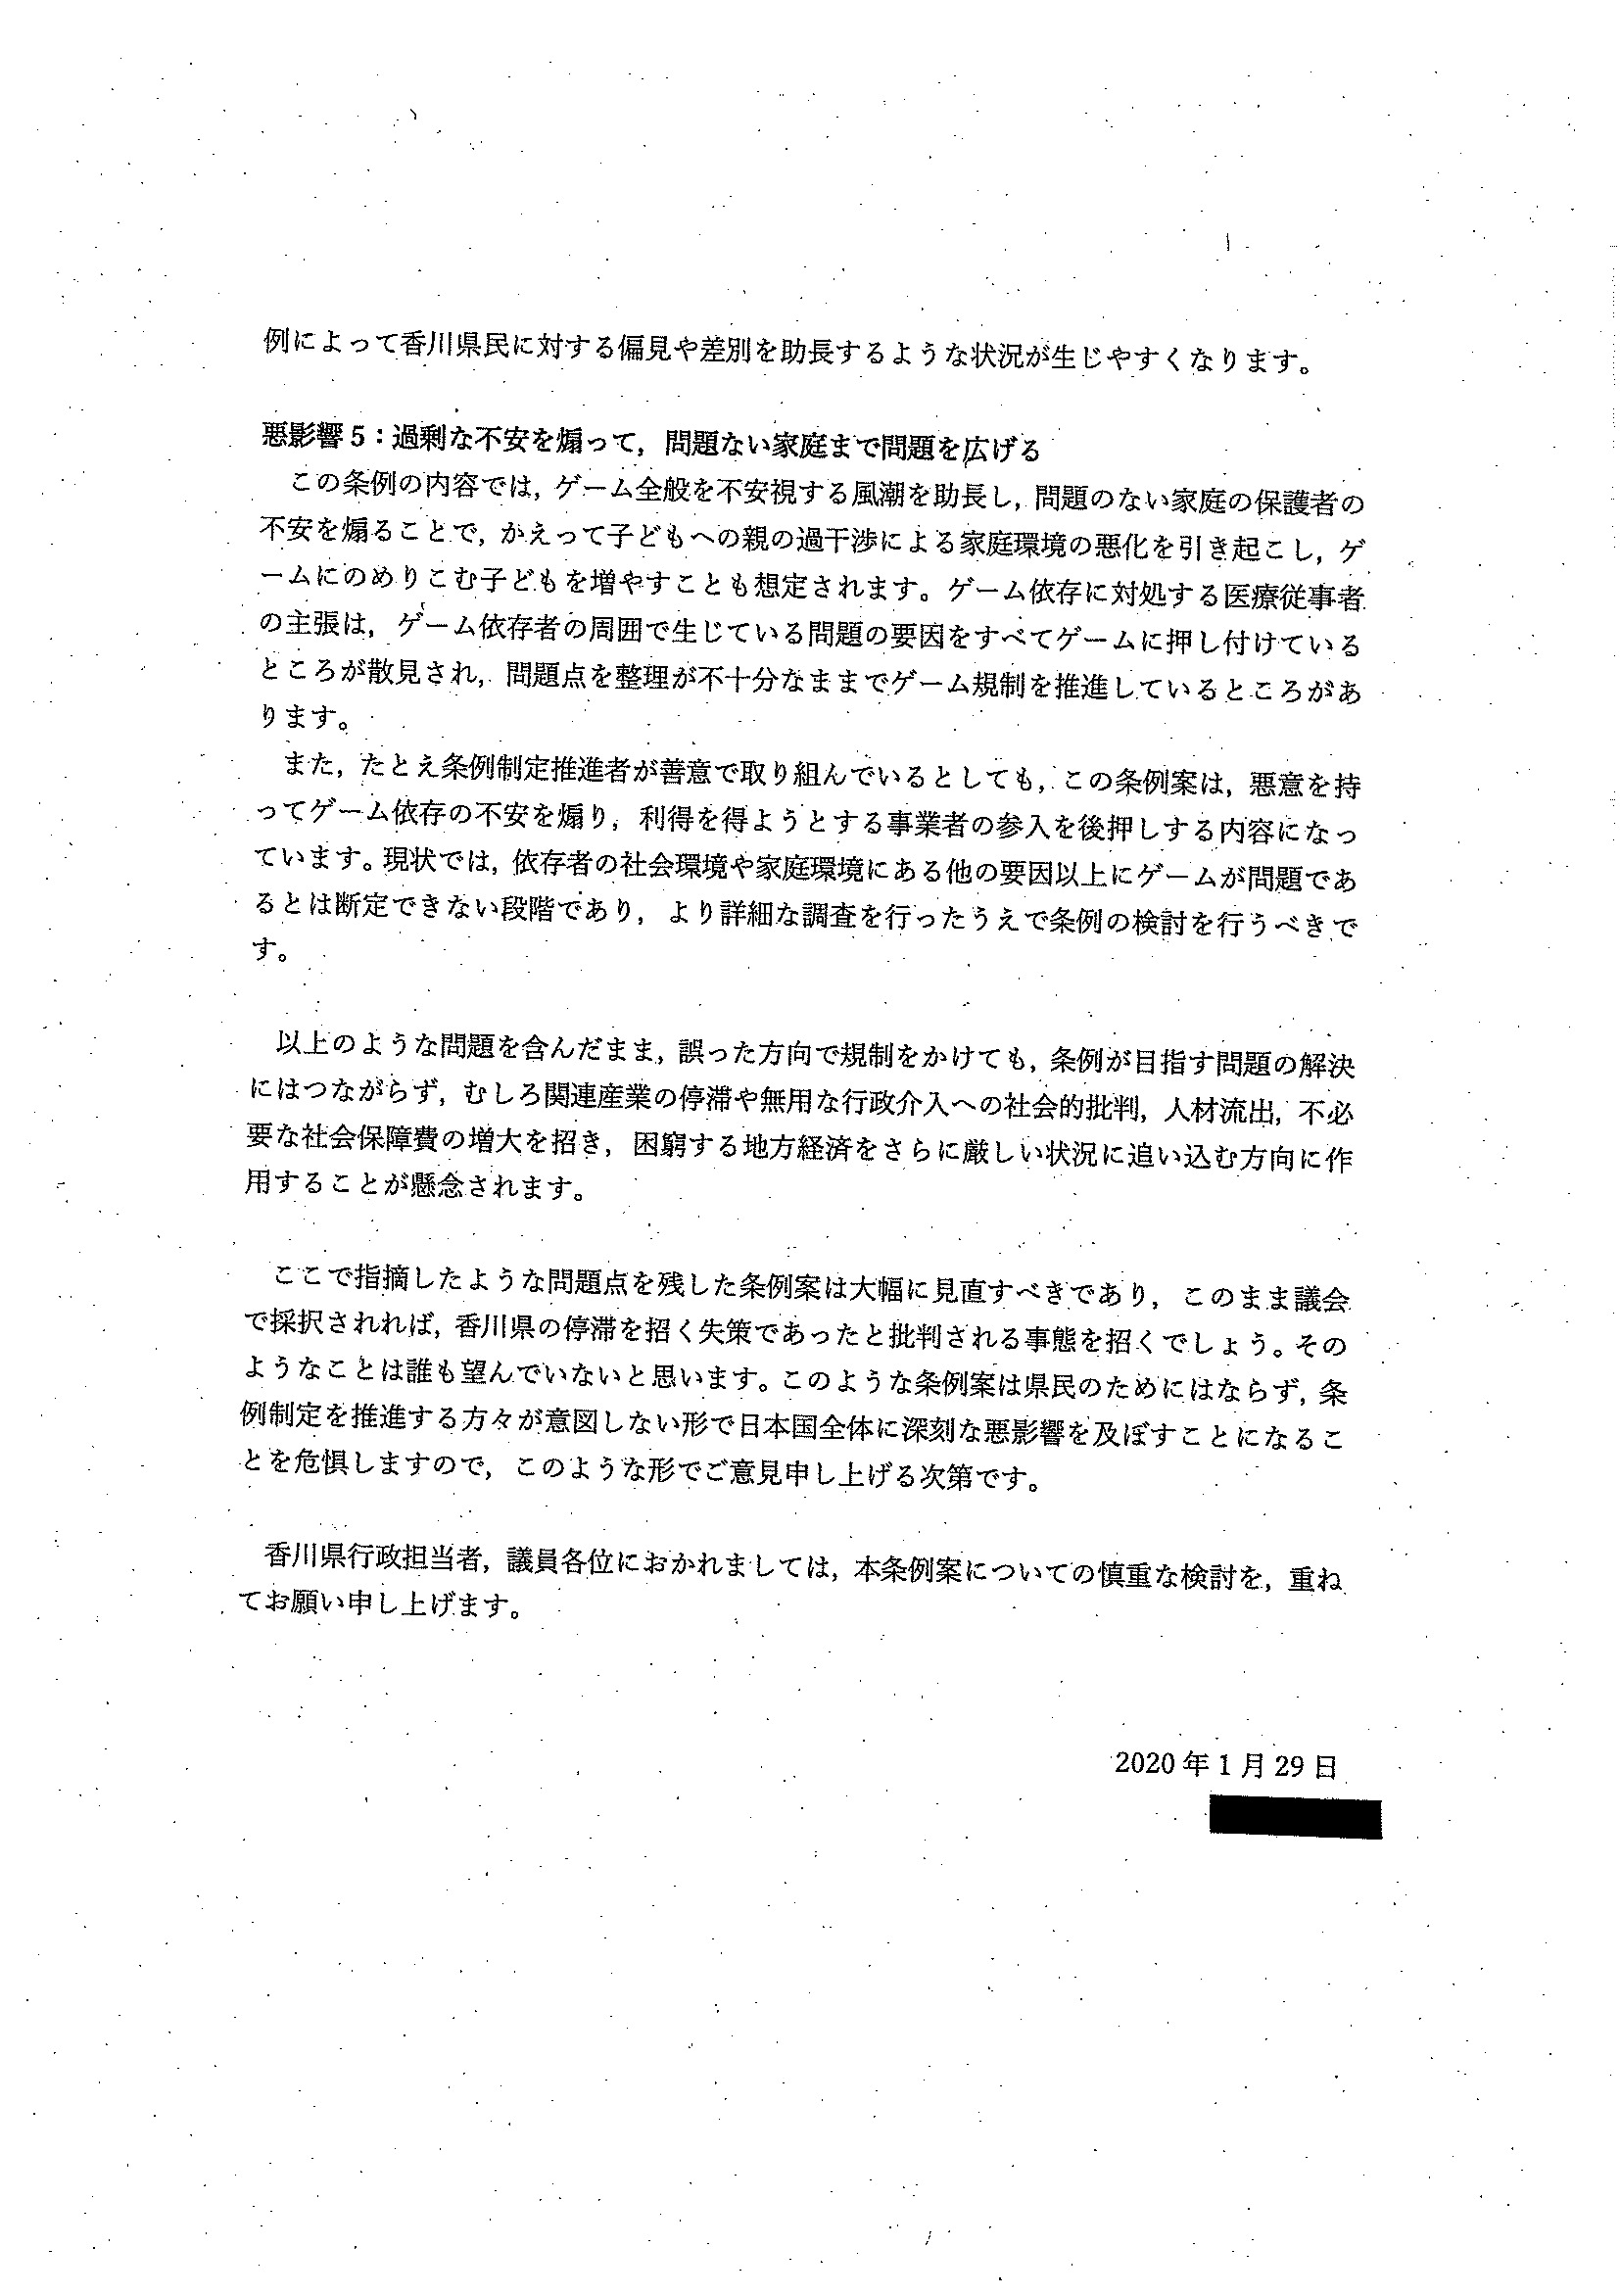 例によって香川県民に対する偏見や差別を助長するような状況が生じやすくなります。
悪影響5：過剰な不安を煽って，問題ない家庭まで問題を広げる
この条例の内容では，ゲーム全般を不安視する風潮を助長し，問題のない家庭の保護者の
不安を煽ることで，かえって子どもへの親の過干渉による家庭環境の悪化を引き起こし，ゲ
ームにのめりこむ子どもを増やすことも想定されます。ゲーム依存に対処する医療従事者
の主張は，ゲーム依存者の周囲で生じている問題の要因をすべてゲームに押し付けている
ところが散見され，問題点を整理が不十分なままでゲーム規制を推進しているところがあ
ります。
また，たとえ条例制定推進者が善意で取り組んでいるとしても，この条例案は，悪意を持
ってゲーム依存の不安を煽り，利得を得ようとする事業者の参入を後押しする内容になっ
ています。現状では，依存者の社会環境や家庭環境にある他の要因以上にゲームが問題であ
るとは断定できない段階であり，より詳細な調査を行ったうえで条例の検討を行うべきで
す。
以上のような問題を含んだまま，誤った方向で規制をかけても，条例が目指す問題の解決
にはつながらず，むしろ関連産業の停滞や無用な行政介入への社会的批判，人材流出，不必
要な社会保障費の増大を招き，困窮する地方経済をさらに厳しい状況に追い込む方向に作
用することが懸念されます。
ここで指摘したような問題点を残した条例案は大幅に見直すべきであり，このまま議会
で採択されれば，香川県の停滞を招く失策であったと批判される事態を招くでしょう。その
ようなことは誰も望んでいないと思います。このような条例案は県民のためにはならず，条
例制定を推進する方々が意図しない形で日本国全体に深刻な悪影響を及ぼすことになるこ
とを危惧しますので，このような形でご意見申し上げる次第です。
香川県行政担当者，議員各位におかれましては，本条例案についての慎重な検討を，重ね
てお願い申し上げます。
2020年1月29日